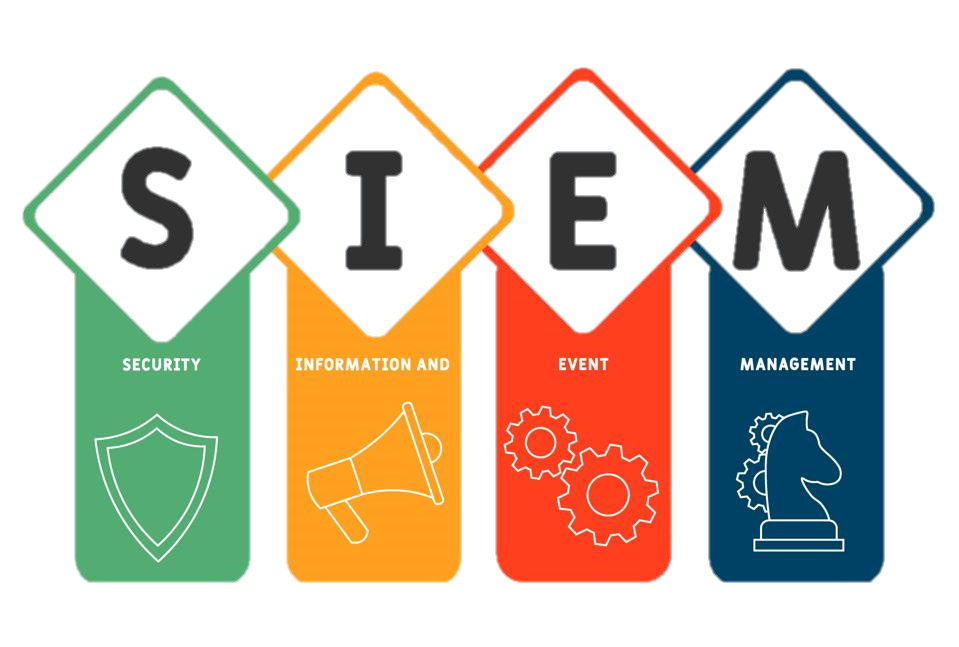 S I E M
SECURITY
INFORMATION AND
EVENT
MANAGEMENT